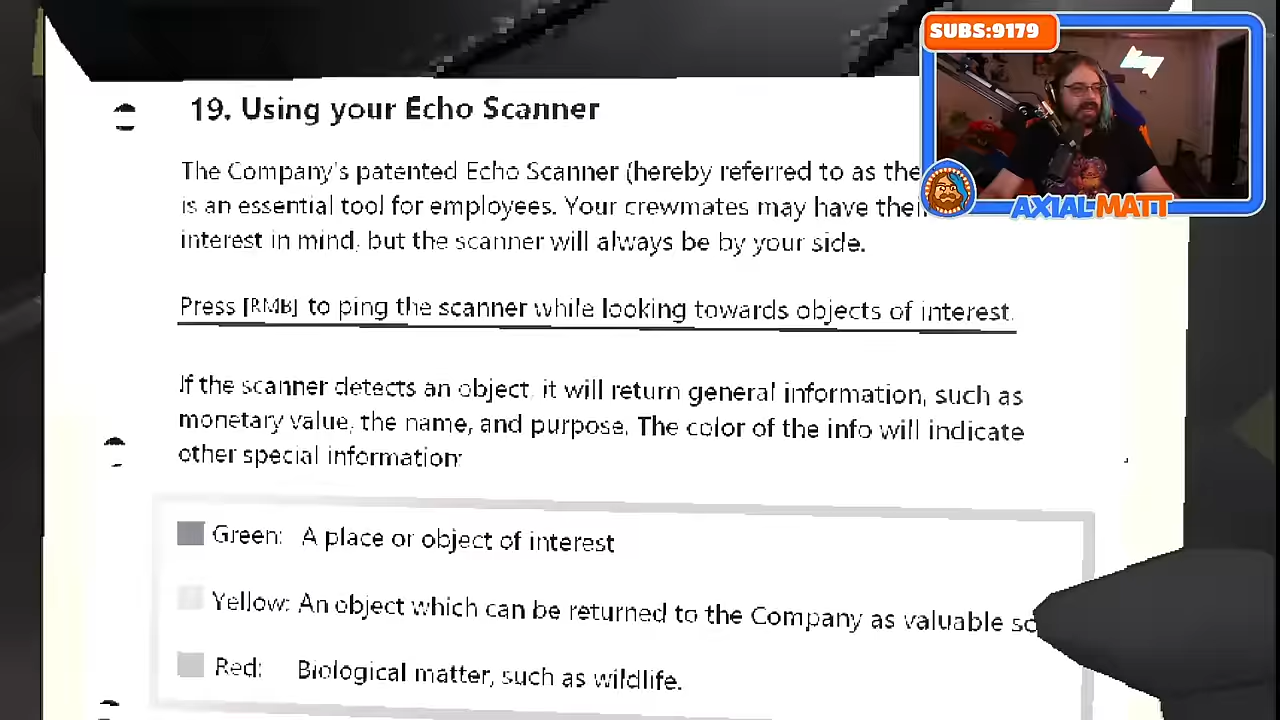 SUBS:9179
AXIALMATT
19. Using your Echo Scanner
The Company's patented Echo Scanner (hereby referred to as the
is an essential tool for employees. Your crewmates may have their
interest in mind, but the scanner will always be by your side.
Press [RMB] to ping the scanner while looking towards objects of interest.
If the scanner detects an object, it will return general information, such as
monetary value, the name, and purpose. The color of the info will indicate
other special information:
Green: A place or object of interest
Yellow: An object which can be returned to the Company as valuable
Red: Biological matter, such as wildlife.